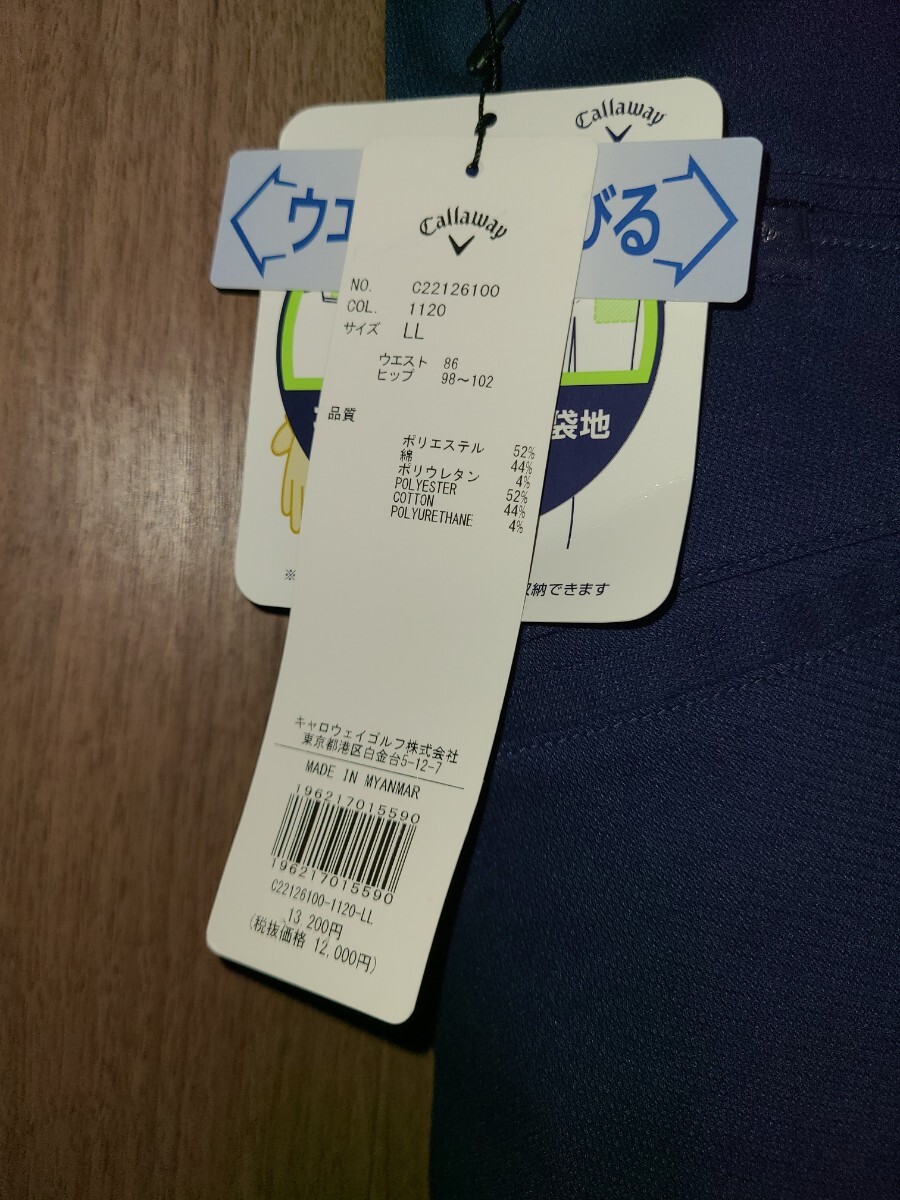 Callaway
ウエ
びる
Callaway
NO. C22126100
COL. 1120
サイズ LL
ウエスト 86
ヒップ 98～102
品質
袋地
ポリエステル 52%
綿 44%
ポリウレタン 4%
POLYESTER 52%
COTTON 44%
POLYURETHANE 4%
※
納できます
キャロウェイゴルフ株式会社
東京都港区白金台5-12-7
MADE IN MYANMAR
196217015590
196217015590
C22126100-1120-LL
13,200円
(税抜価格 12,000円)